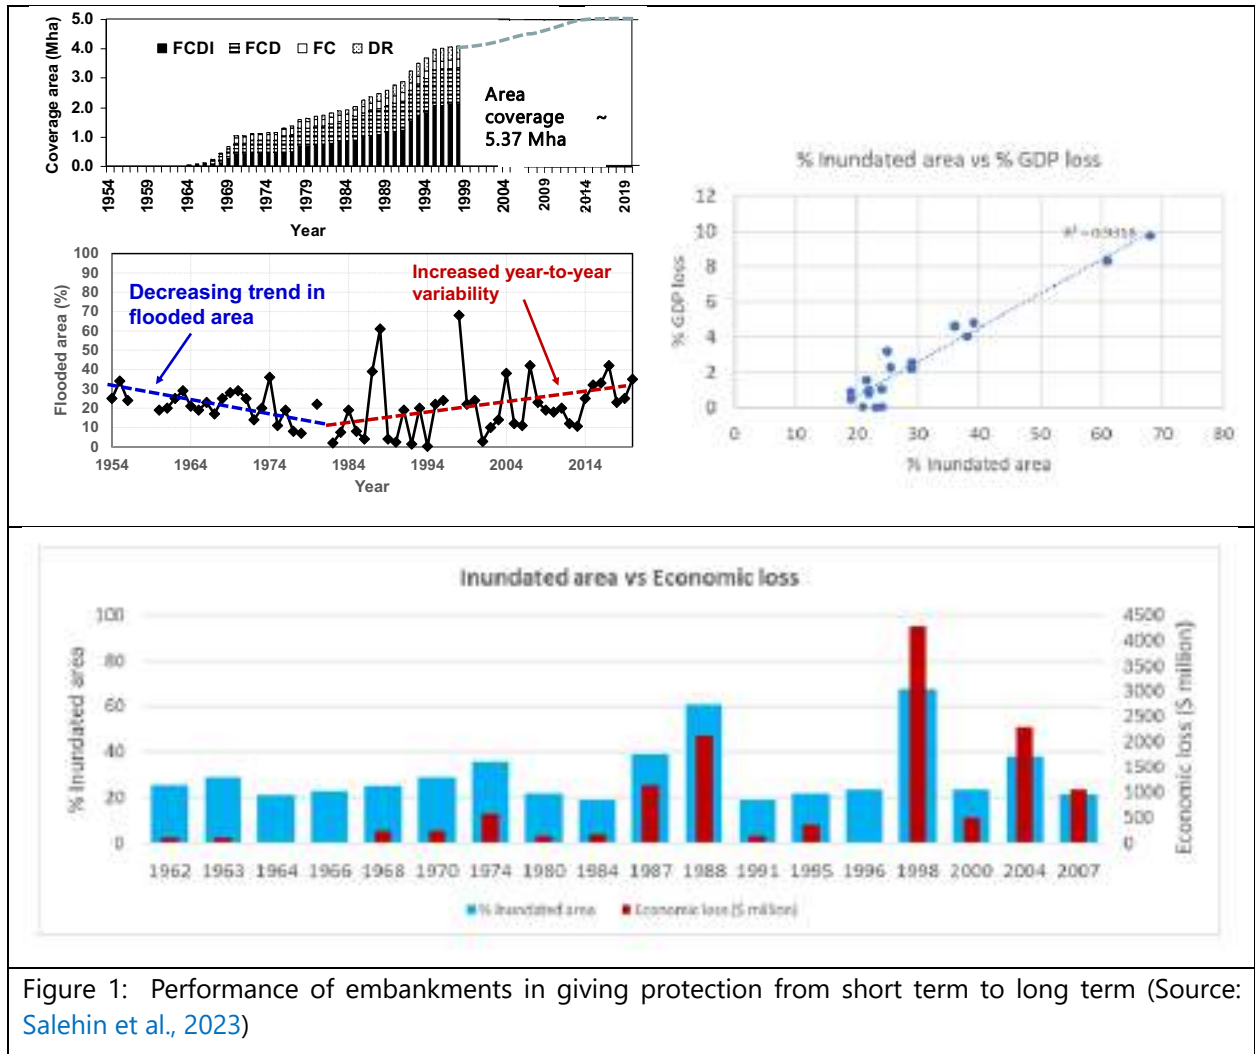 5.0
4.0
3.0
2.0
1.0
0.0
Coverage area (Mha)
FCDI FCD FC DR
Area
coverage ~
5.37 Mha
1954 1959 1964 1969 1974 1979 1984 1989 1994 1999 2004 2009 2014 2019
Year
100
90
80
70
60
50
40
30
20
10
0
Flooded area (%)
Decreasing trend in
flooded area
Increased year-to-year
variability
1954 1964 1974 1984 1994 2004 2014
Year
% Inundated area vs % GDP loss
12
10
8
6
4
2
0
% GDP loss
0 10 20 30 40 50 60 70 80
% Inundated area
Inundated area vs Economic loss
100
80
60
40
20
0
% Inundated area
4500
4000
3500
3000
2500
2000
1500
1000
500
0
Economic loss ($ million)
1962 1963 1964 1966 1968 1970 1974 1980 1984 1987 1988 1991 1995 1996 1998 2000 2004 2007
% Inundated area Economic loss ($ million)
Figure 1: Performance of embankments in giving protection from short term to long term (Source:
Salehin et al., 2023)